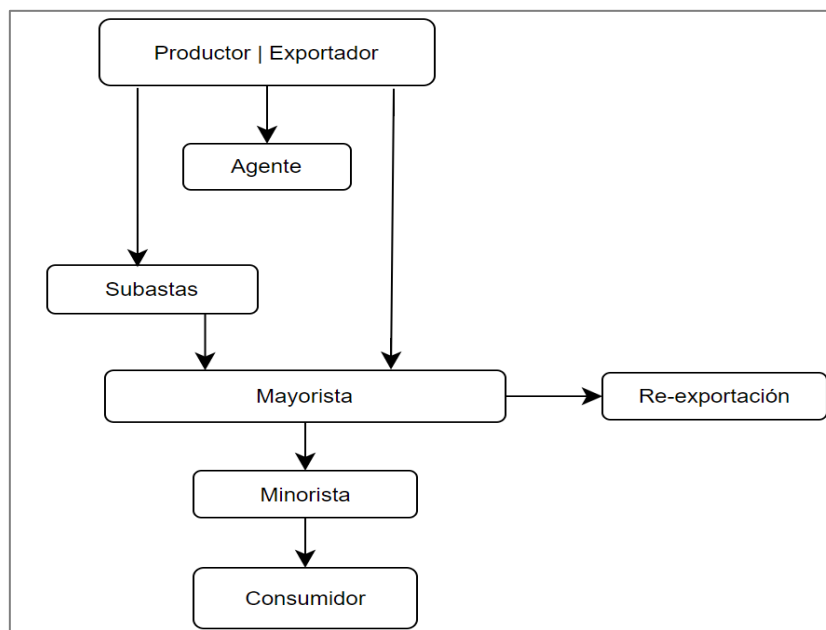 Productor | Exportador
Agente
Subastas
Mayorista
Re-exportación
Minorista
Consumidor